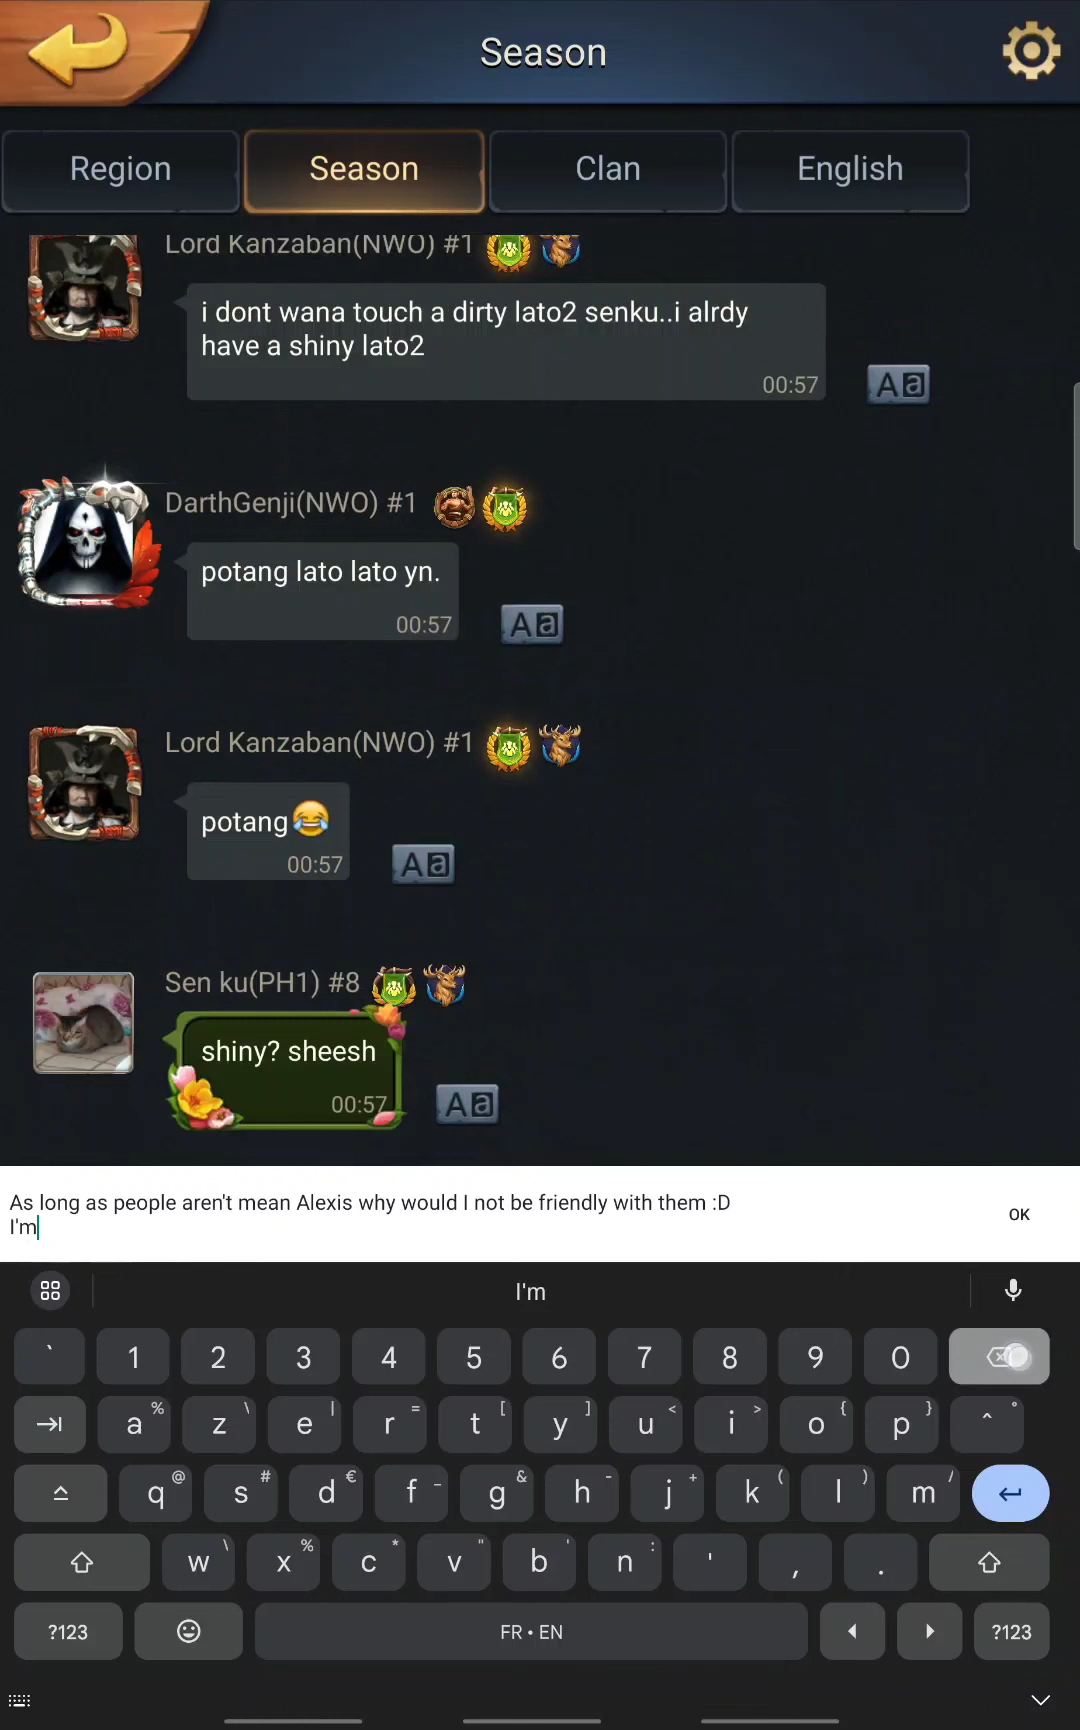 Season
Region
Season
Clan
English
Lord Kanzaban(NWO) #1
i dont wana touch a dirty lato2 senku..i alrdy
have a shiny lato2
00:57
Aa
DarthGenji(NWO) #1
potang lato lato yn.
00:57
Aa
Lord Kanzaban(NWO) #1
potang😂
00:57
Aa
Sen ku(PH1) #8
shiny? sheesh
00:57
Aa
As long as people aren't mean Alexis why would I not be friendly with them :D
I'm
OK
I'm
` 1 2 3 4 5 6 7 8 9 0
a % z \ e | r = t [ y ] u < i > o { p } ^ °
q @ s # d € f _ g & h - j + k ( l ) m /
w \ x % c * v " b ' n : ' , .
?123 FR • EN ?123